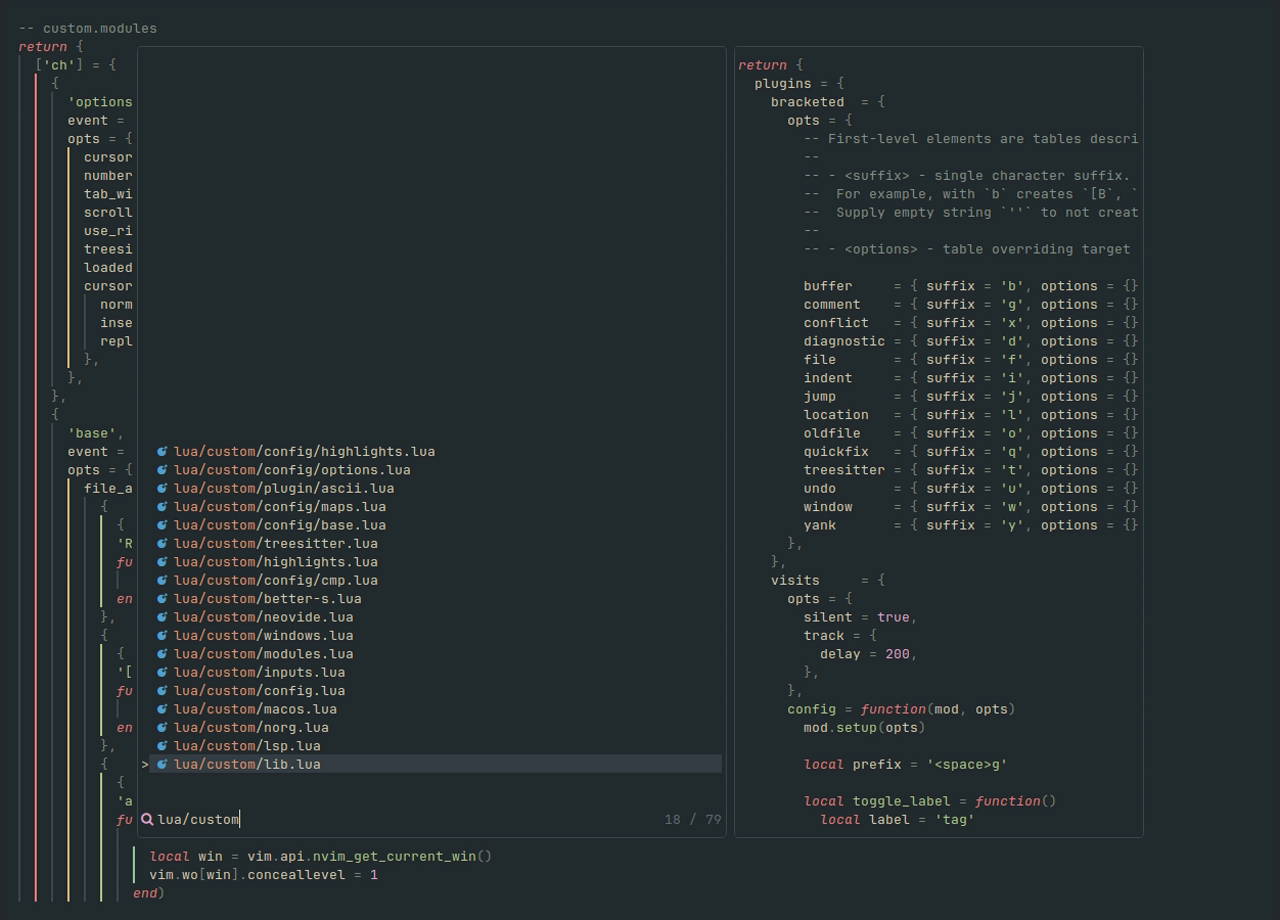 -- custom.modules
return {
['ch'] = {
{
'options
event =
opts = {
cursor
number
tab_wi
scroll
use_ri
treesi
loaded
cursor
norm
inse
repl
},
},
},
{
'base',
event =
opts = {
file_a
{
{
'R
fu
en
},
{
{
'[
fu
en
},
{
{
'a
fu
lua/custom/config/highlights.lua
lua/custom/config/options.lua
lua/custom/plugin/ascii.lua
lua/custom/config/maps.lua
lua/custom/config/base.lua
lua/custom/treesitter.lua
lua/custom/highlights.lua
lua/custom/config/cmp.lua
lua/custom/better-s.lua
lua/custom/neovide.lua
lua/custom/windows.lua
lua/custom/modules.lua
lua/custom/inputs.lua
lua/custom/config.lua
lua/custom/macos.lua
lua/custom/norg.lua
lua/custom/lsp.lua
> lua/custom/lib.lua
lua/custom 18 / 79
return {
plugins = {
bracketed = {
opts = {
-- First-level elements are tables descri
--
-- - <suffix> - single character suffix.
-- For example, with `b` creates `[B`, `
-- Supply empty string `''` to not creat
--
-- - <options> - table overriding target
buffer = { suffix = 'b', options = {}
comment = { suffix = 'g', options = {}
conflict = { suffix = 'x', options = {}
diagnostic = { suffix = 'd', options = {}
file = { suffix = 'f', options = {}
indent = { suffix = 'i', options = {}
jump = { suffix = 'j', options = {}
location = { suffix = 'l', options = {}
oldfile = { suffix = 'o', options = {}
quickfix = { suffix = 'q', options = {}
treesitter = { suffix = 't', options = {}
undo = { suffix = 'u', options = {}
window = { suffix = 'w', options = {}
yank = { suffix = 'y', options = {}
},
},
visits = {
opts = {
silent = true,
track = {
delay = 200,
},
},
config = function(mod, opts)
mod.setup(opts)
local prefix = '<space>g'
local toggle_label = function()
local label = 'tag'
local win = vim.api.nvim_get_current_win()
vim.wo[win].conceallevel = 1
end)